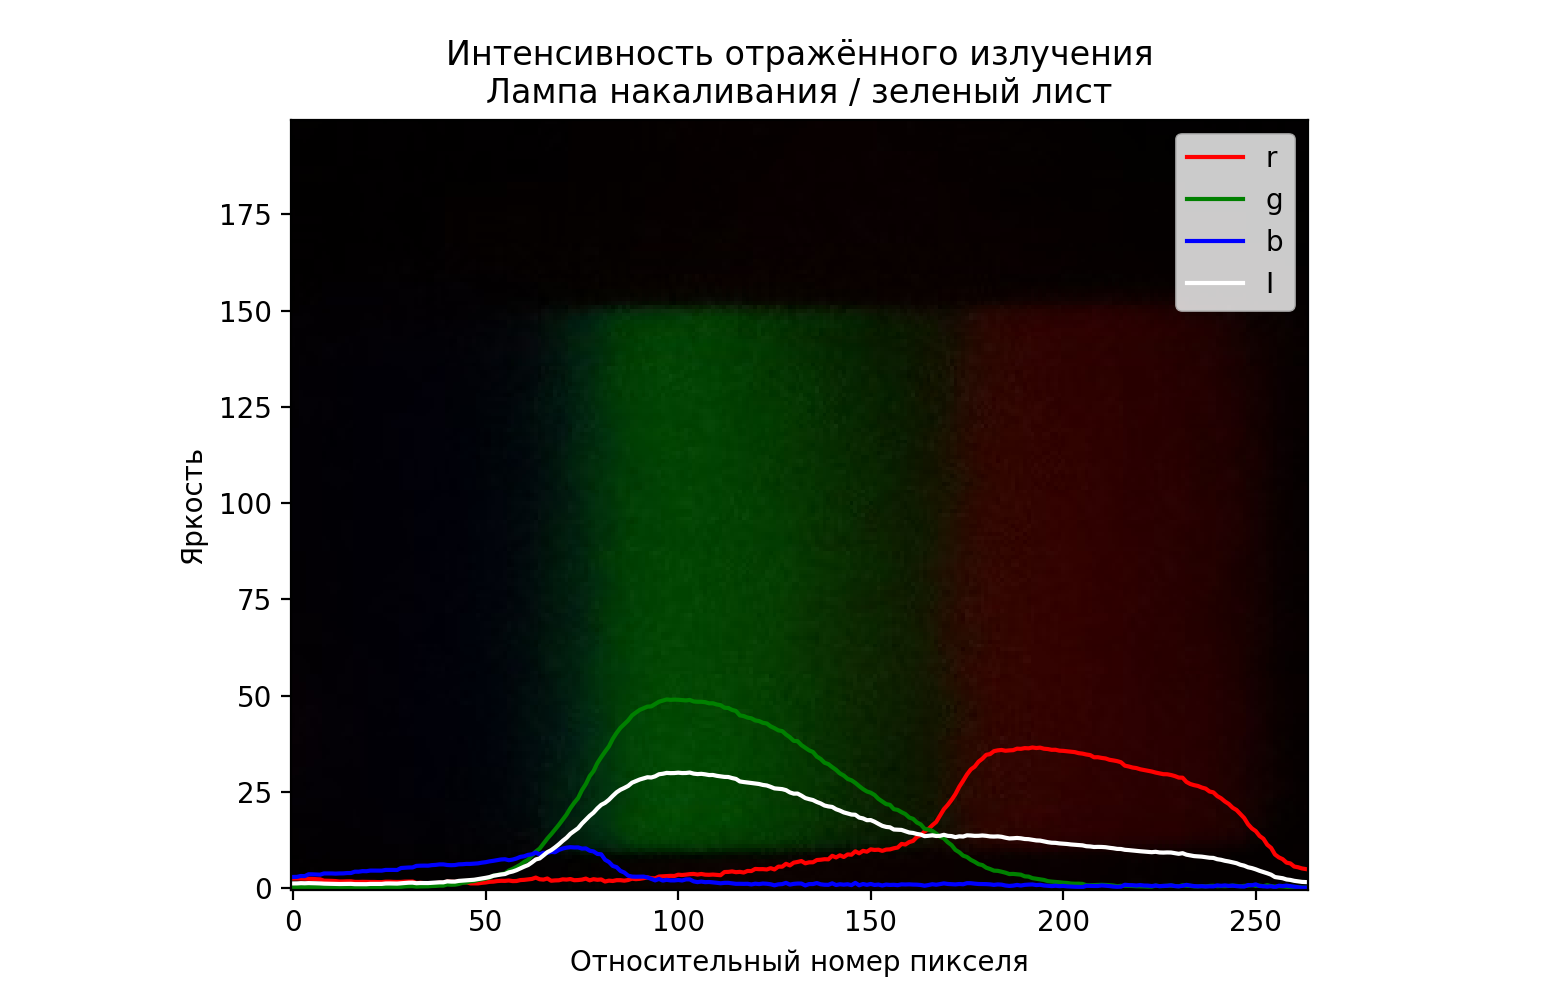 Интенсивность отражённого излучения
Лампа накаливания / зеленый лист
r
g
b
l
175
150
125
100
75
50
25
0
Яркость
0 50 100 150 200 250
Относительный номер пикселя